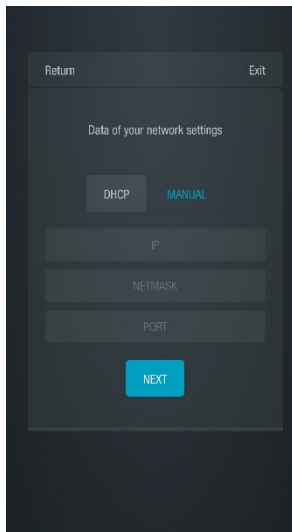 Return Exit
Data of your network settings
DHCP MANUAL
IP
NETMASK
PORT
NEXT